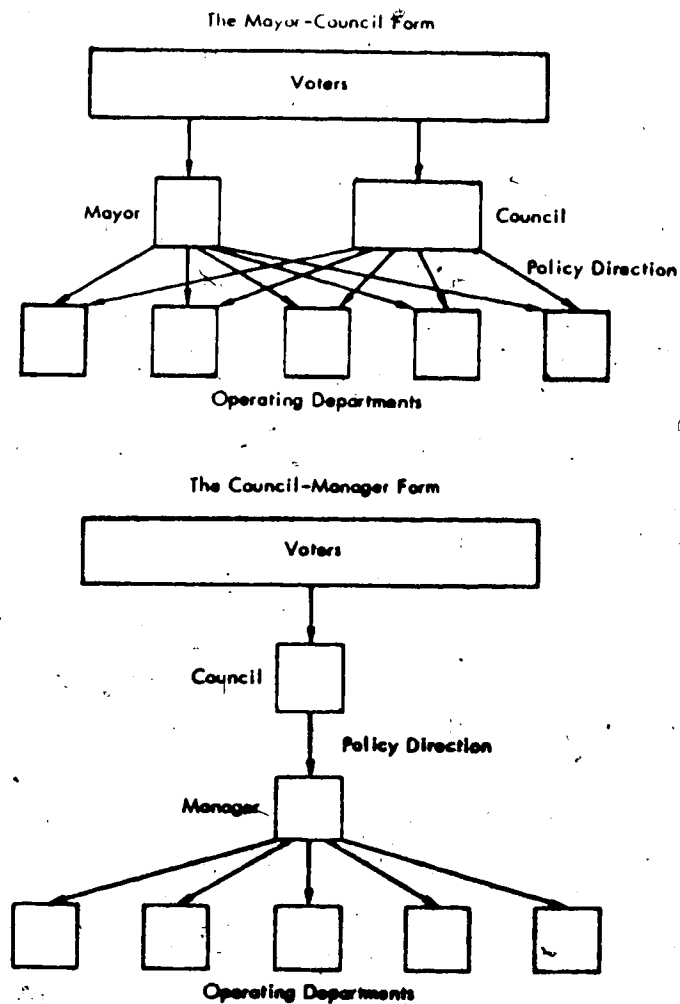 The Mayor-Council Form
Voters
Mayor
Council
Policy Direction
Operating Departments
The Council-Manager Form
Voters
Council
Policy Direction
Manager
Operating Departments